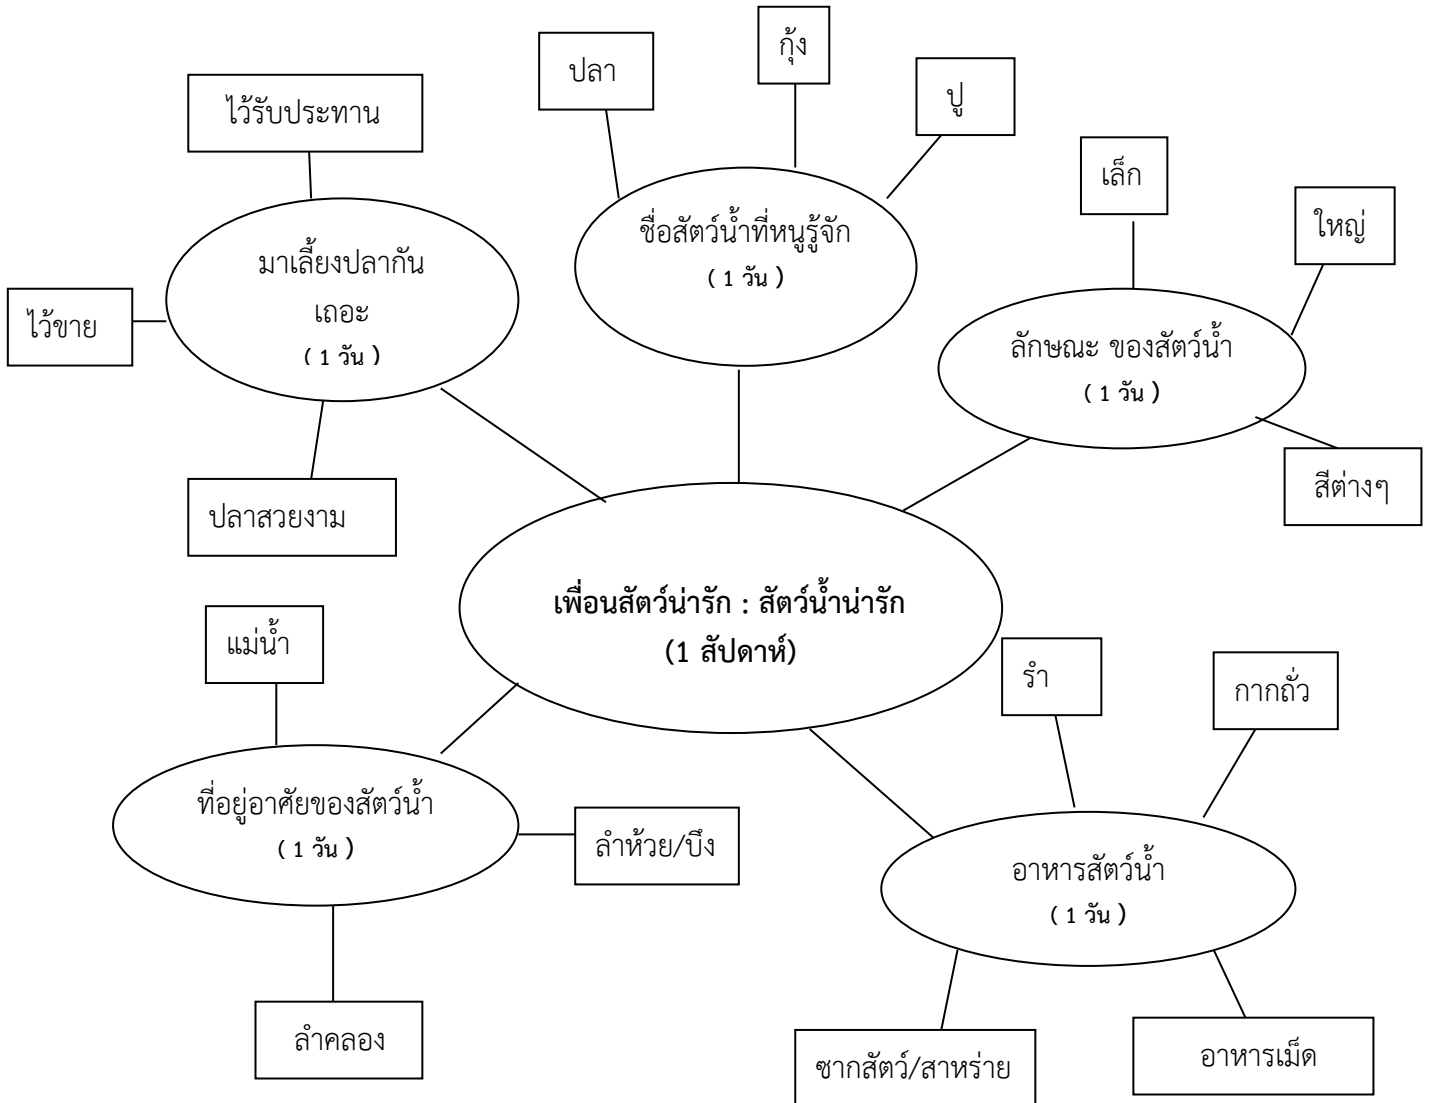 กุ้ง
ปลา
ปู
ไว้รับประทาน
เล็ก
ใหญ่
ชื่อสัตว์น้ำที่หนูรู้จัก
( 1 วัน )
มาเลี้ยงปลากัน
เถอะ
( 1 วัน )
ไว้ขาย
ลักษณะ ของสัตว์น้ำ
( 1 วัน )
สีต่างๆ
ปลาสวยงาม
เพื่อนสัตว์น่ารัก : สัตว์น้ำน่ารัก
(1 สัปดาห์)
แม่น้ำ
รำ
กากถั่ว
ที่อยู่อาศัยของสัตว์น้ำ
( 1 วัน )
ลำห้วย/บึง
อาหารสัตว์น้ำ
( 1 วัน )
ลำคลอง
ซากสัตว์/สาหร่าย
อาหารเม็ด